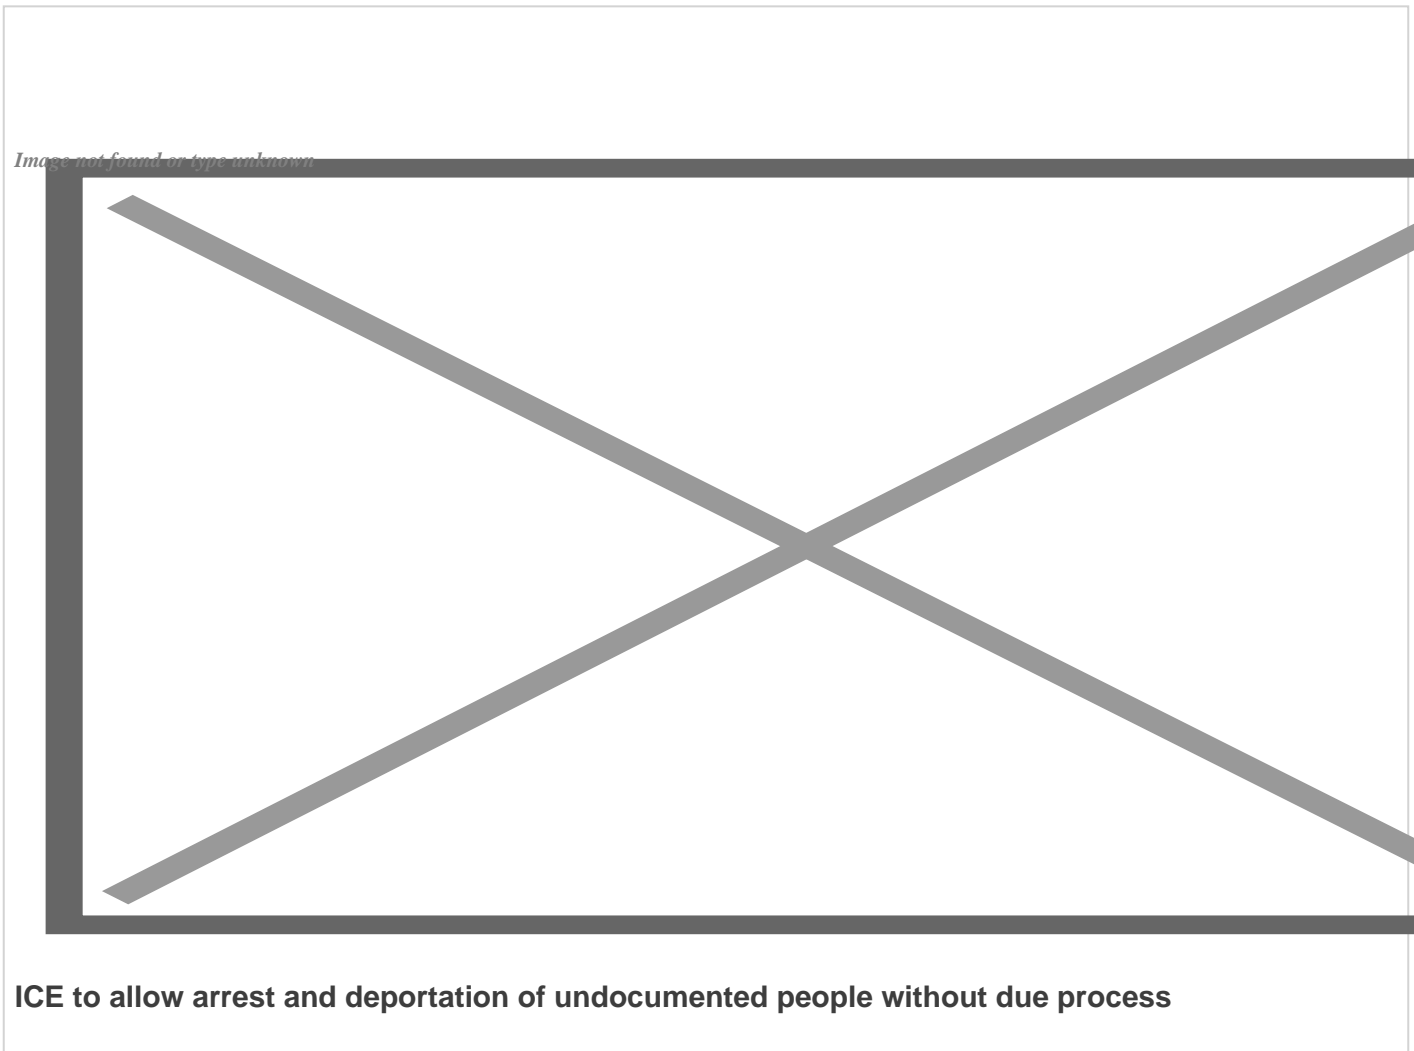 Image not found or type unknown
ICE to allow arrest and deportation of undocumented people without due process